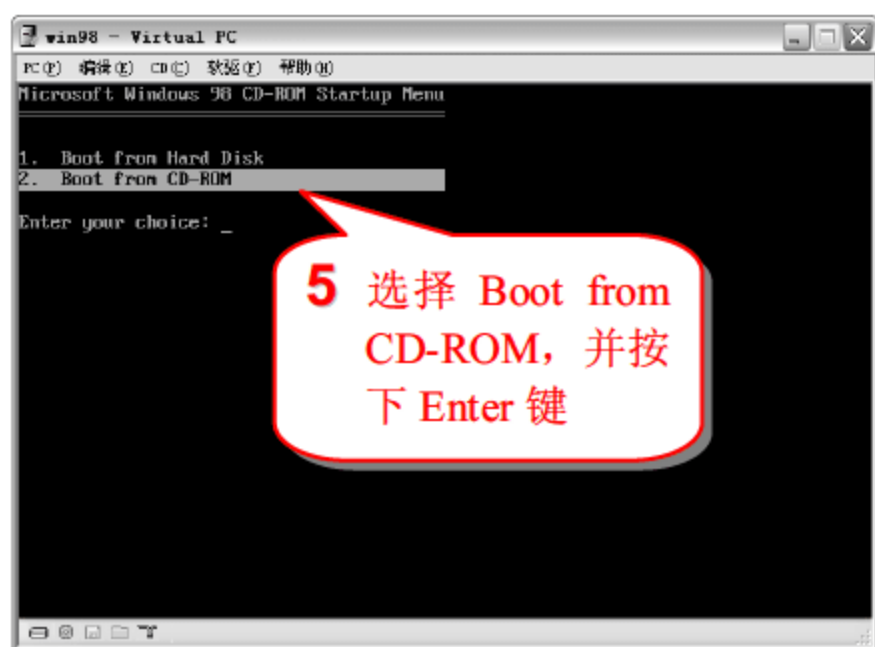 win98 - Virtual PC
PC(P) 编辑(E) CD(C) 软驱(F) 帮助(H)
Microsoft Windows 98 CD-ROM Startup Menu
1. Boot from Hard Disk
2. Boot from CD-ROM
Enter your choice: _
5 选择 Boot from
CD-ROM，并按
下 Enter 键